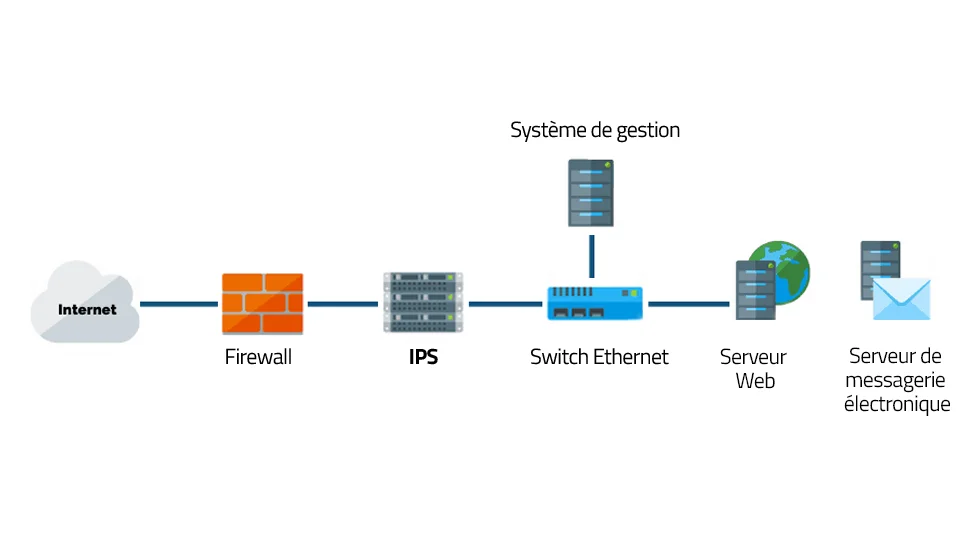 Système de gestion
Internet
Firewall
IPS
Switch Ethernet
Serveur
Web
Serveur de
messagerie
électronique